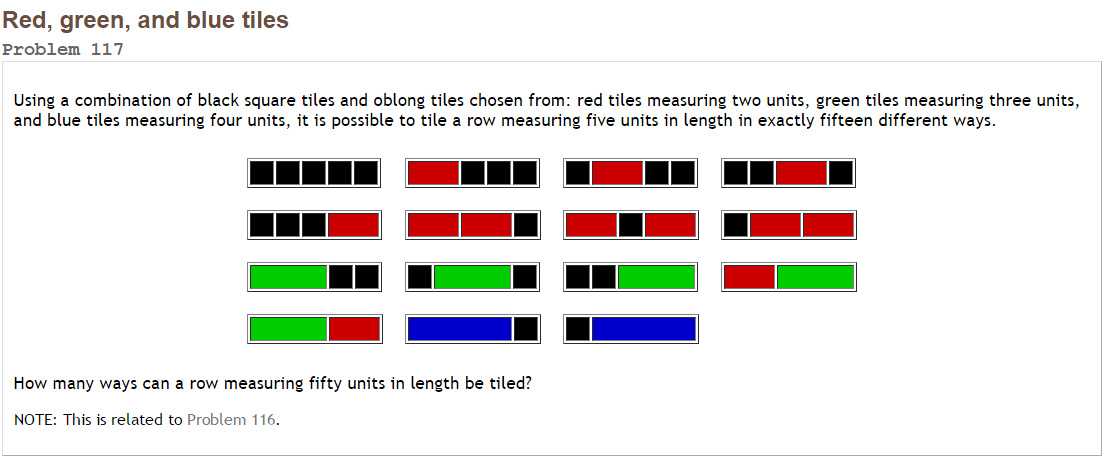 Red, green, and blue tiles
Problem 117
Using a combination of black square tiles and oblong tiles chosen from: red tiles measuring two units, green tiles measuring three units,
and blue tiles measuring four units, it is possible to tile a row measuring five units in length in exactly fifteen different ways.
How many ways can a row measuring fifty units in length be tiled?
NOTE: This is related to Problem 116.